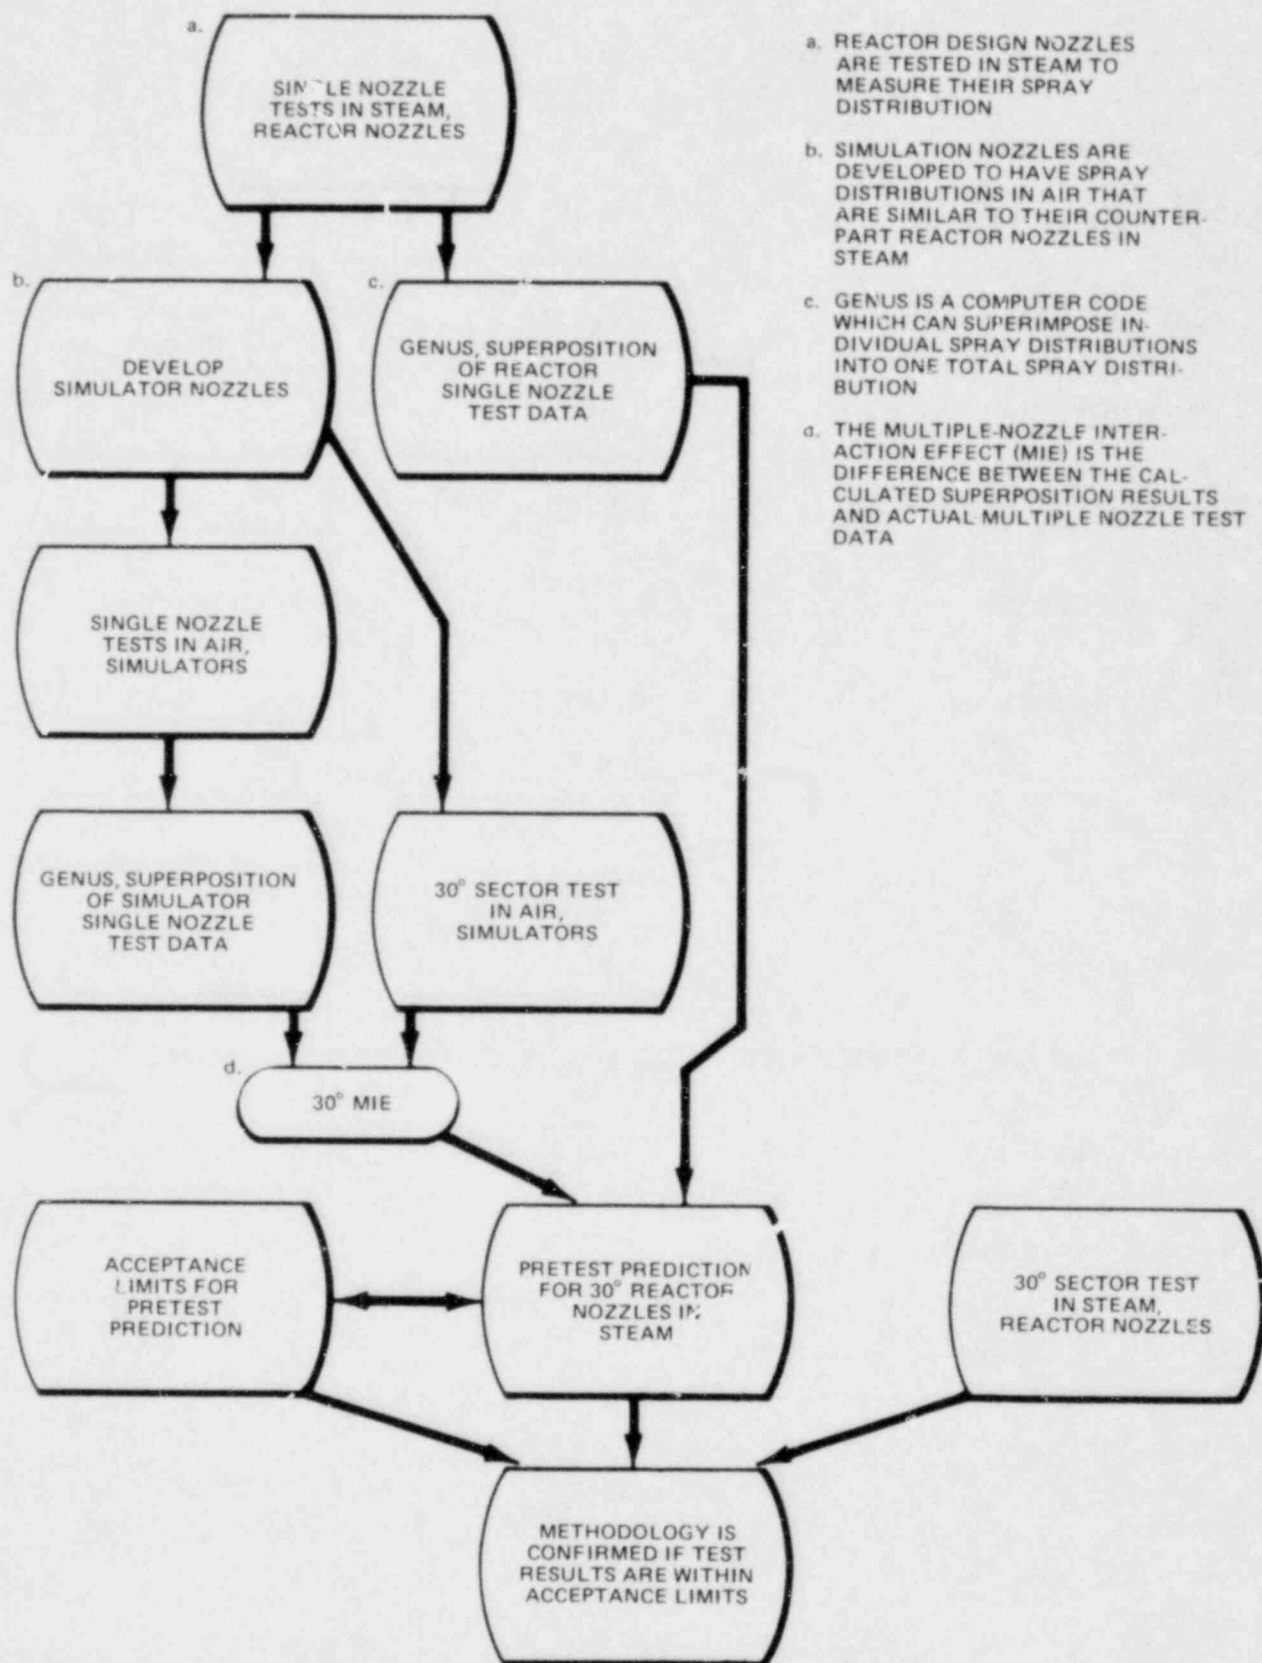 a.
SINGLE NOZZLE
TESTS IN STEAM,
REACTOR NOZZLES
b.
DEVELOP
SIMULATOR NOZZLES
c.
GENUS, SUPERPOSITION
OF REACTOR
SINGLE NOZZLE
TEST DATA
SINGLE NOZZLE
TESTS IN AIR,
SIMULATORS
GENUS, SUPERPOSITION
OF SIMULATOR
SINGLE NOZZLE
TEST DATA
30° SECTOR TEST
IN AIR,
SIMULATORS
d.
30° MIE
ACCEPTANCE
LIMITS FOR
PRETEST
PREDICTION
PRETEST PREDICTION
FOR 30° REACTOR
NOZZLES IN
STEAM
30° SECTOR TEST
IN STEAM,
REACTOR NOZZLES
METHODOLOGY IS
CONFIRMED IF TEST
RESULTS ARE WITHIN
ACCEPTANCE LIMITS
a. REACTOR DESIGN NOZZLES
ARE TESTED IN STEAM TO
MEASURE THEIR SPRAY
DISTRIBUTION
b. SIMULATION NOZZLES ARE
DEVELOPED TO HAVE SPRAY
DISTRIBUTIONS IN AIR THAT
ARE SIMILAR TO THEIR COUNTER-
PART REACTOR NOZZLES IN
STEAM
c. GENUS IS A COMPUTER CODE
WHICH CAN SUPERIMPOSE IN-
DIVIDUAL SPRAY DISTRIBUTIONS
INTO ONE TOTAL SPRAY DISTRI-
BUTION
d. THE MULTIPLE-NOZZLE INTER-
ACTION EFFECT (MIE) IS THE
DIFFERENCE BETWEEN THE CAL-
CULATED SUPERPOSITION RESULTS
AND ACTUAL MULTIPLE NOZZLE TEST
DATA